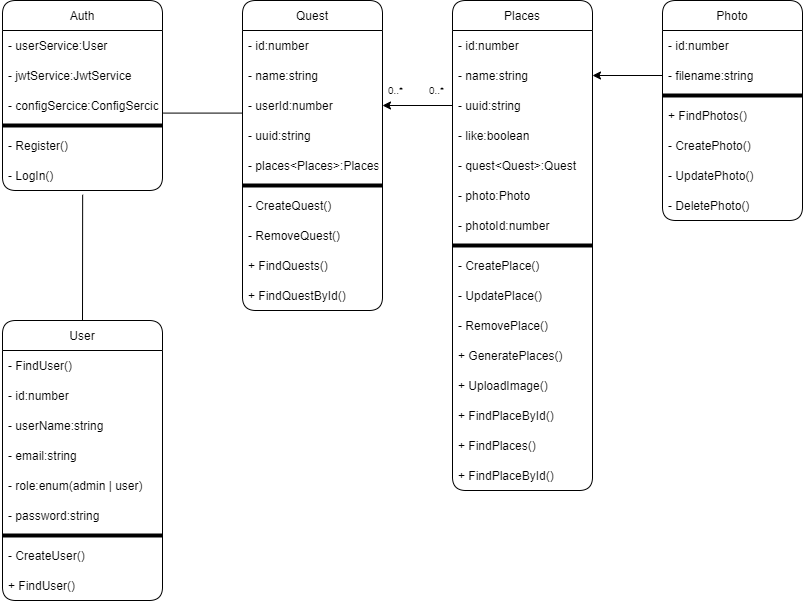 Auth
- userService:User
- jwtService:JwtService
- configSercice:ConfigSercic
- Register()
- LogIn()
Quest
- id:number
- name:string
- userId:number
- uuid:string
- places<Places>:Places
- CreateQuest()
- RemoveQuest()
+ FindQuests()
+ FindQuestById()
0..*
0..*
Places
- id:number
- name:string
- uuid:string
- like:boolean
- quest<Quest>:Quest
- photo:Photo
- photoId:number
- CreatePlace()
- UpdatePlace()
- RemovePlace()
+ GeneratePlaces()
+ UploadImage()
+ FindPlaceById()
+ FindPlaces()
+ FindPlaceById()
Photo
- id:number
- filename:string
+ FindPhotos()
- CreatePhoto()
- UpdatePhoto()
- DeletePhoto()
User
- FindUser()
- id:number
- userName:string
- email:string
- role:enum(admin | user)
- password:string
- CreateUser()
+ FindUser()